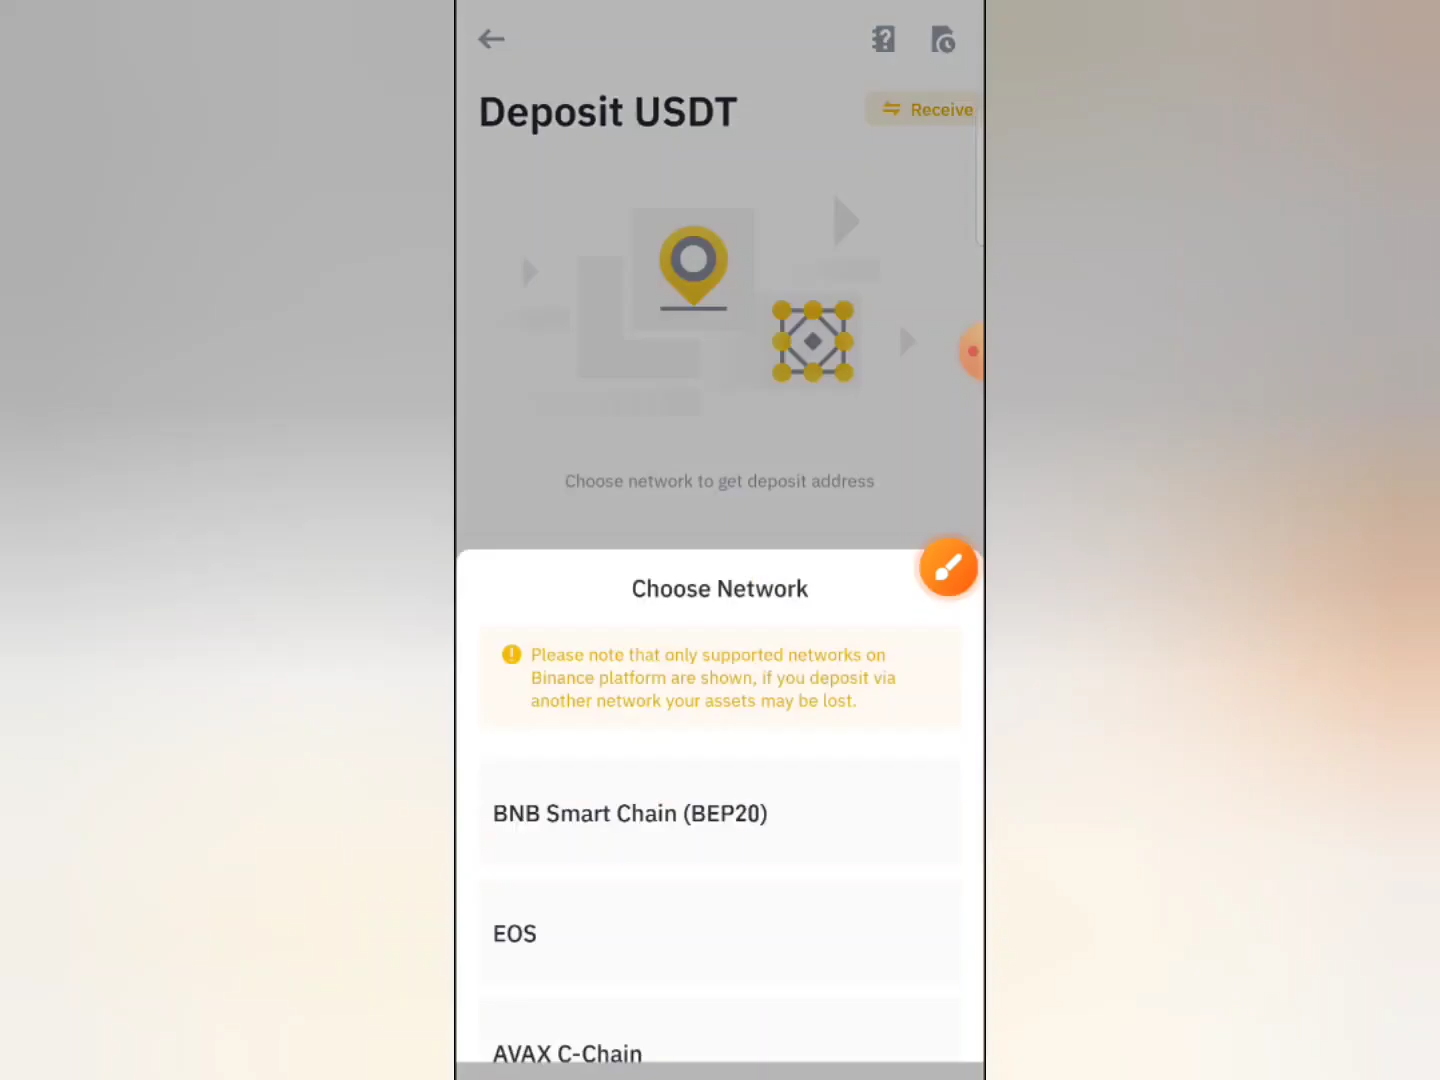 Deposit USDT
Receive
Choose network to get deposit address
Choose Network
Please note that only supported networks on
Binance platform are shown, if you deposit via
another network your assets may be lost.
BNB Smart Chain (BEP20)
EOS
AVAX C-Chain